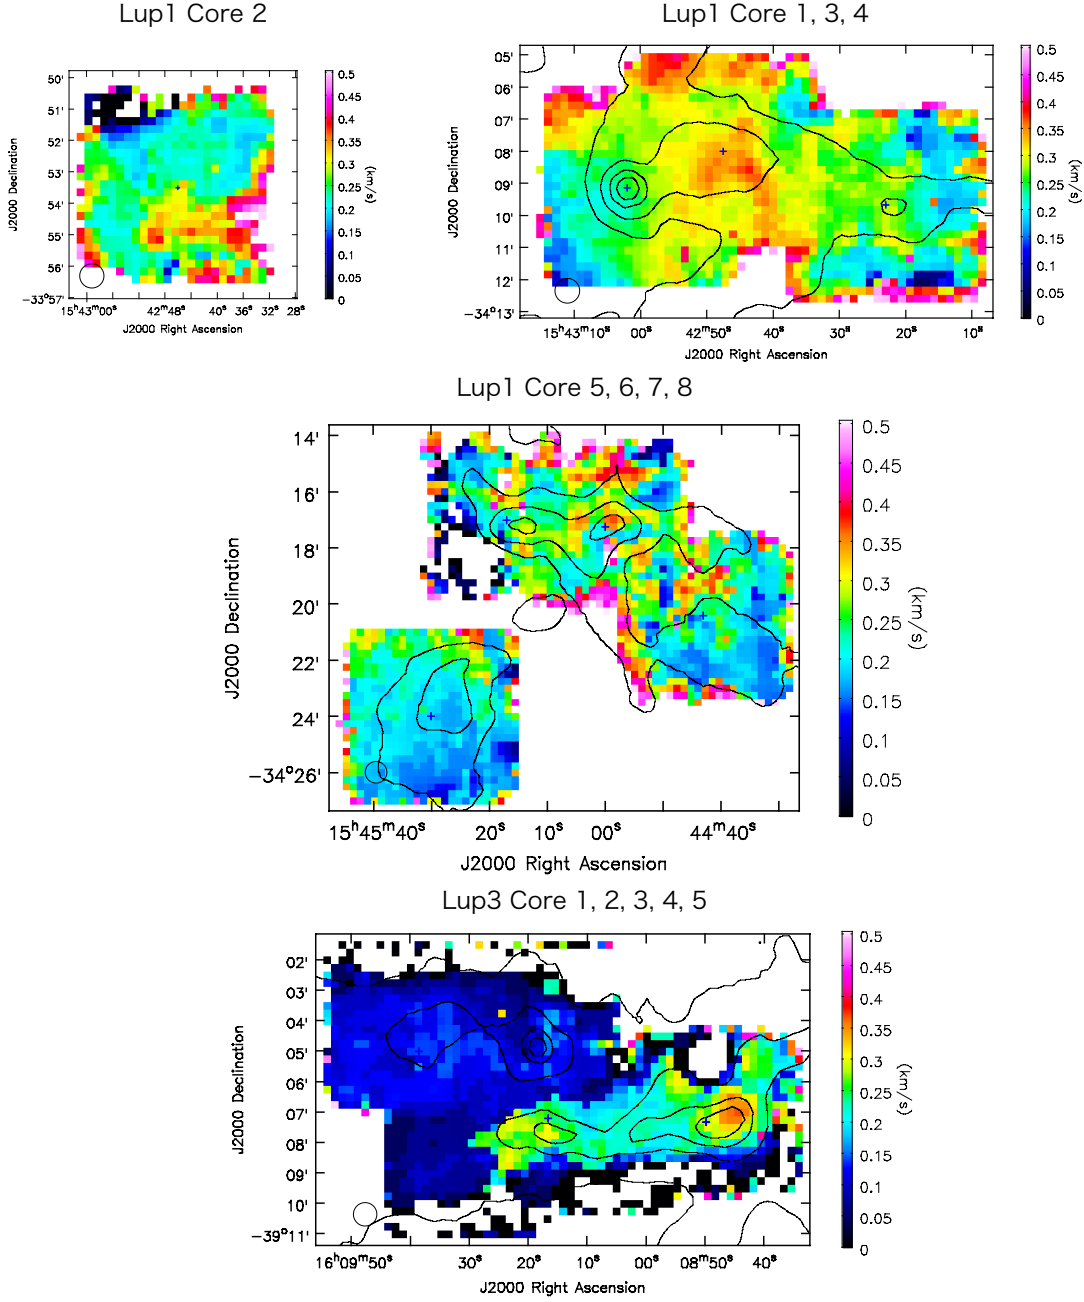 Lup1 Core 2
50'
51'
52'
53'
54'
55'
56'
−33°57'
J2000 Declination
15ʰ43ᵐ00ˢ
42ᵐ48ˢ
40ˢ
36ˢ
32ˢ
28ˢ
J2000 Right Ascension
0.5
0.45
0.4
0.35
0.3
0.25
0.2
0.15
0.1
0.05
0
(km/s)
Lup1 Core 1, 3, 4
05'
06'
07'
08'
09'
10'
11'
12'
−34°13'
J2000 Declination
15ʰ43ᵐ10ˢ
00ˢ
42ᵐ50ˢ
40ˢ
30ˢ
20ˢ
10ˢ
J2000 Right Ascension
0.5
0.45
0.4
0.35
0.3
0.25
0.2
0.15
0.1
0.05
0
(km/s)
Lup1 Core 5, 6, 7, 8
14'
16'
18'
20'
22'
24'
−34°26'
J2000 Declination
15ʰ45ᵐ40ˢ
20ˢ
10ˢ
00ˢ
44ᵐ40ˢ
J2000 Right Ascension
0.5
0.45
0.4
0.35
0.3
0.25
0.2
0.15
0.1
0.05
0
(km/s)
Lup3 Core 1, 2, 3, 4, 5
02'
03'
04'
05'
06'
07'
08'
09'
10'
−39°11'
J2000 Declination
16ʰ09ᵐ50ˢ
30ˢ
20ˢ
10ˢ
00ˢ
08ᵐ50ˢ
40ˢ
J2000 Right Ascension
0.5
0.45
0.4
0.35
0.3
0.25
0.2
0.15
0.1
0.05
0
(km/s)